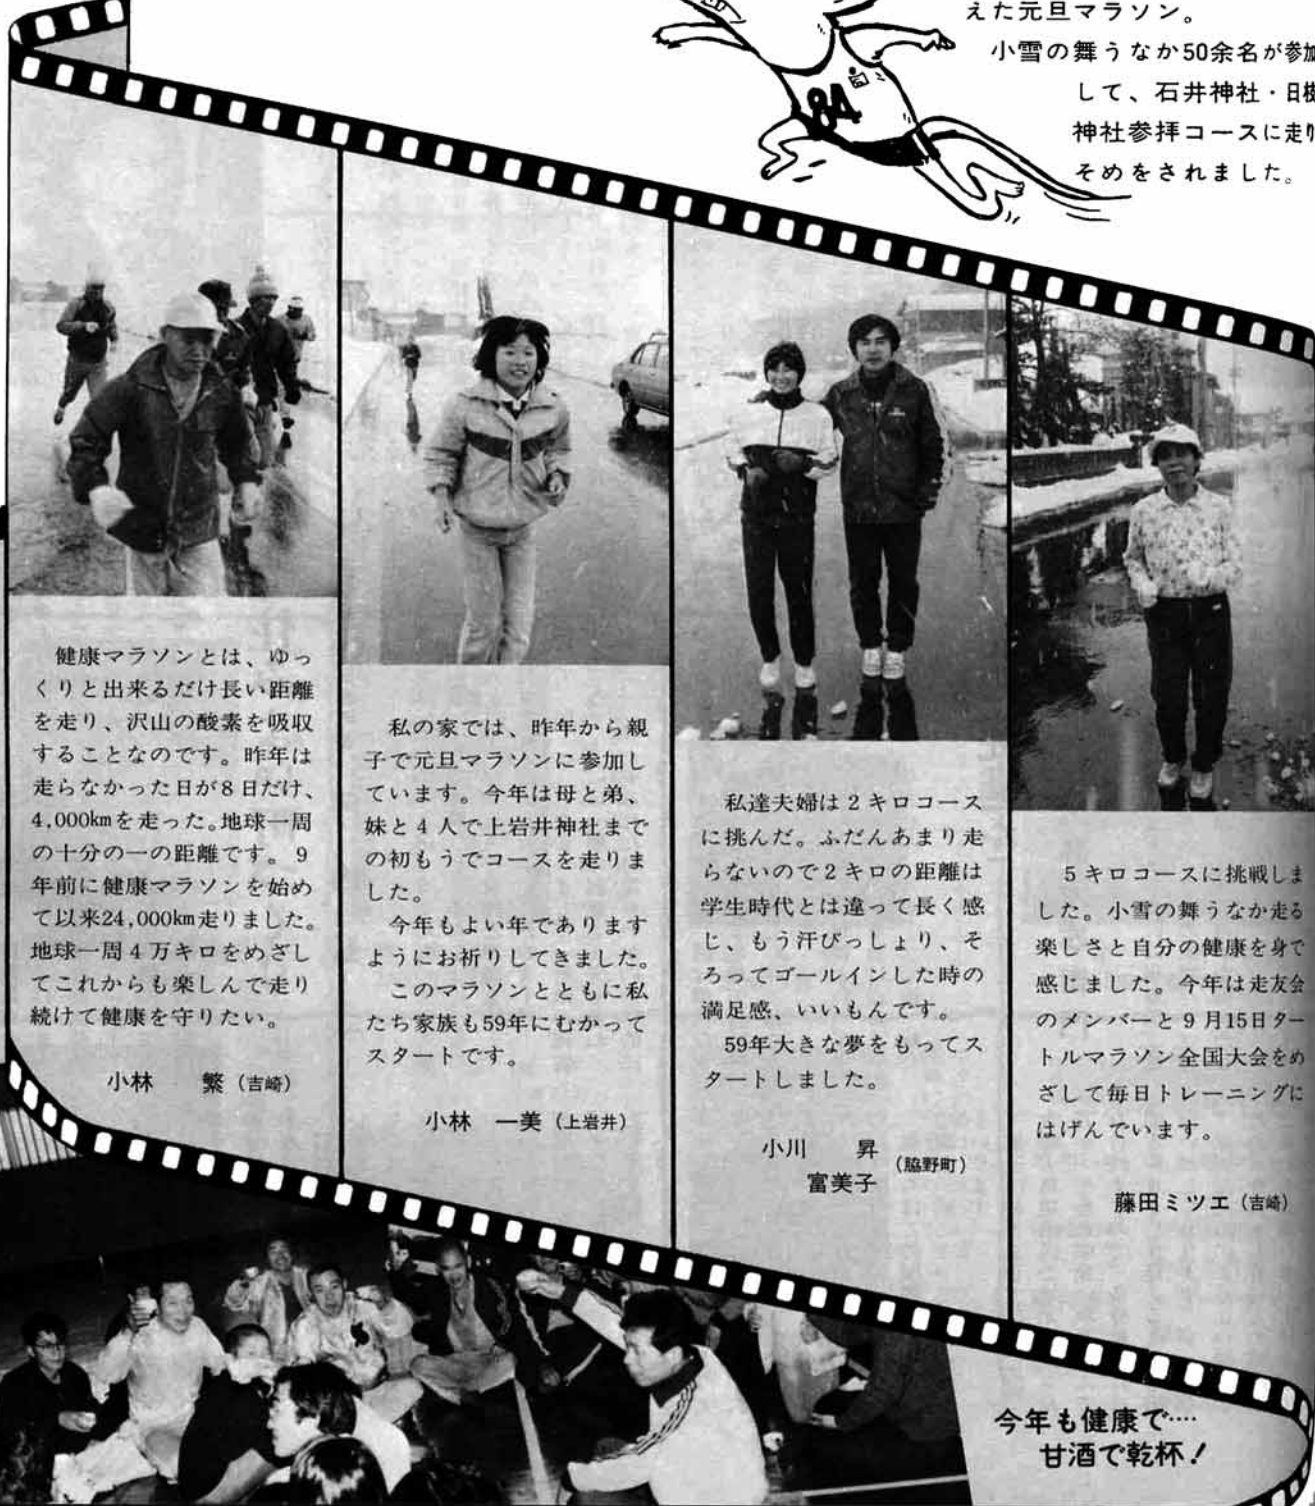 えた元旦マラソン。
小雪の舞うなか50余名が参加
して、石井神社・日樹
神社参拝コースに走り
そめをされました。
84
健康マラソンとは、ゆっ
くりと出来るだけ長い距離
を走り、沢山の酸素を吸収
することなのです。昨年は
走らなかった日が8日だけ、
4,000kmを走った。地球一周
の十分の一の距離です。9
年前に健康マラソンを始め
て以来24,000km走りました。
地球一周4万キロをめざし
てこれからも楽しんで走り
続けて健康を守りたい。
小林 繁(吉崎)
私の家では、昨年から親
子で元旦マラソンに参加し
ています。今年は母と弟、
妹と4人で上岩井神社まで
の初もうでコースを走りま
した。
今年もよい年であります
ようにお祈りしてきました。
このマラソンとともに私
たち家族も59年にむかって
スタートです。
小林 一美(上岩井)
私達夫婦は2キロコース
に挑んだ。ふだんあまり走
らないので2キロの距離は
学生時代とは違って長く感
じ、もう汗びっしょり、そ
ろってゴールインした時の
満足感、いいもんです。
59年大きな夢をもってス
タートしました。
小川 昇
富美子
(脇野町)
5キロコースに挑戦しま
した。小雪の舞うなか走る
楽しさと自分の健康を身で
感じました。今年は走友会
のメンバーと9月15日ター
トルマラソン全国大会をめ
ざして毎日トレーニングに
はげんでいます。
藤田ミツエ(吉崎)
今年も健康で‥‥
甘酒で乾杯!